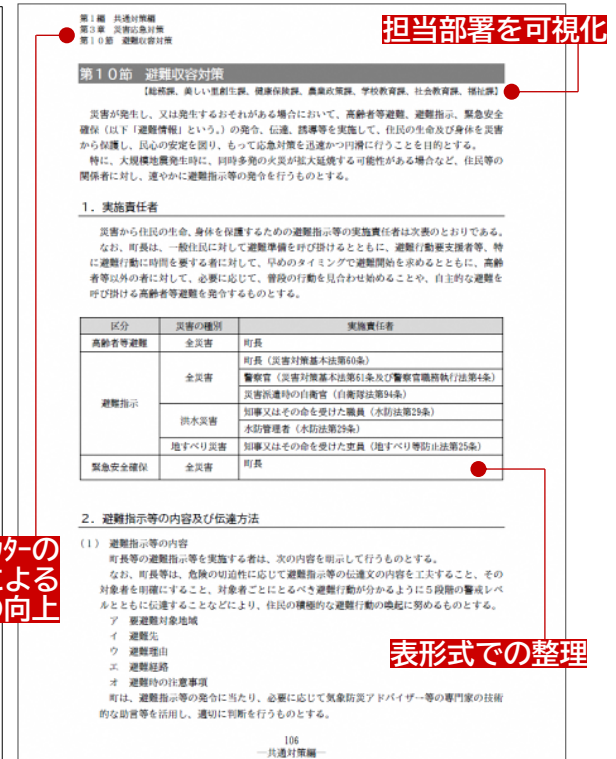 第1編 共通対策編
第3章 災害応急対策
第10節 避難収容対策
担当部署を可視化
第10節 避難収容対策
【総務課、美しい里創生課、健康保険課、農業政策課、学校教育課、社会教育課、福祉課】
災害が発生し、又は発生するおそれがある場合において、高齢者等避難、避難指示、緊急安全
確保（以下「避難情報」という。）の発令、伝達、誘導等を実施して、住民の生命及び身体を災害
から保護し、民心の安定を図り、もって応急対策を迅速かつ円滑に行うことを目的とする。
特に、大規模地震発生時に、同時多発の火災が拡大延焼する可能性がある場合など、住民等の
関係者に対し、速やかに避難指示等の発令を行うものとする。
1．実施責任者
災害から住民の生命、身体を保護するための避難指示等の実施責任者は次表のとおりである。
なお、町長は、一般住民に対して避難準備を呼び掛けるとともに、避難行動要支援者等、特
に避難行動に時間を要する者に対して、早めのタイミングで避難開始を求めるとともに、高齢
者等以外の者に対して、必要に応じて、普段の行動を見合わせ始めることや、自主的な避難を
呼び掛ける高齢者等避難を発令するものとする。
区分 災害の種別 実施責任者
高齢者等避難 全災害 町長
避難指示 全災害 町長（災害対策基本法第60条）
警察官（災害対策基本法第61条及び警察官職務執行法第4条）
災害派遣時の自衛官（自衛隊法第94条）
洪水災害 知事又はその命を受けた職員（水防法第29条）
水防管理者（水防法第29条）
地すべり災害 知事又はその命を受けた吏員（地すべり等防止法第25条）
緊急安全確保 全災害 町長
2．避難指示等の内容及び伝達方法
（1） 避難指示等の内容
町長等の避難指示等を実施する者は、次の内容を明示して行うものとする。
なお、町長等は、危険の切迫性に応じて避難指示等の伝達文の内容を工夫すること、その
対象者を明確にすること、対象者ごとにとるべき避難行動が分かるように5段階の警戒レベ
ルとともに伝達することなどにより、住民の積極的な避難行動の喚起に努めるものとする。
ア 要避難対象地域
イ 避難先
ウ 避難理由
エ 避難経路
オ 避難時の注意事項
町は、避難指示等の発令に当たり、必要に応じて気象防災アドバイザー等の専門家の技術
的な助言等を活用し、適切に判断を行うものとする。
ターの
による
の向上
表形式での整理
106
―共通対策編―